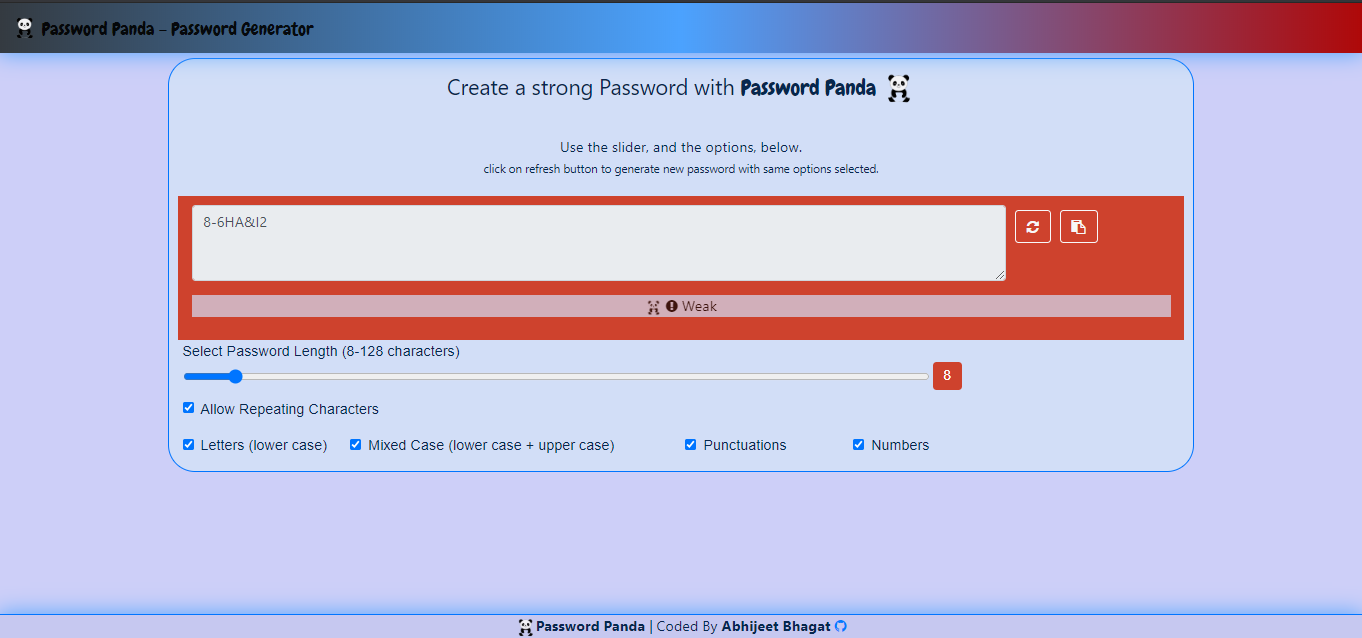 Password Panda - Password Generator
Create a strong Password with Password Panda
Use the slider, and the options, below.
click on refresh button to generate new password with same options selected.
8-6HA&I2
Weak
Select Password Length (8-128 characters)
8
Allow Repeating Characters
Letters (lower case) Mixed Case (lower case + upper case) Punctuations Numbers
Password Panda | Coded By Abhijeet Bhagat